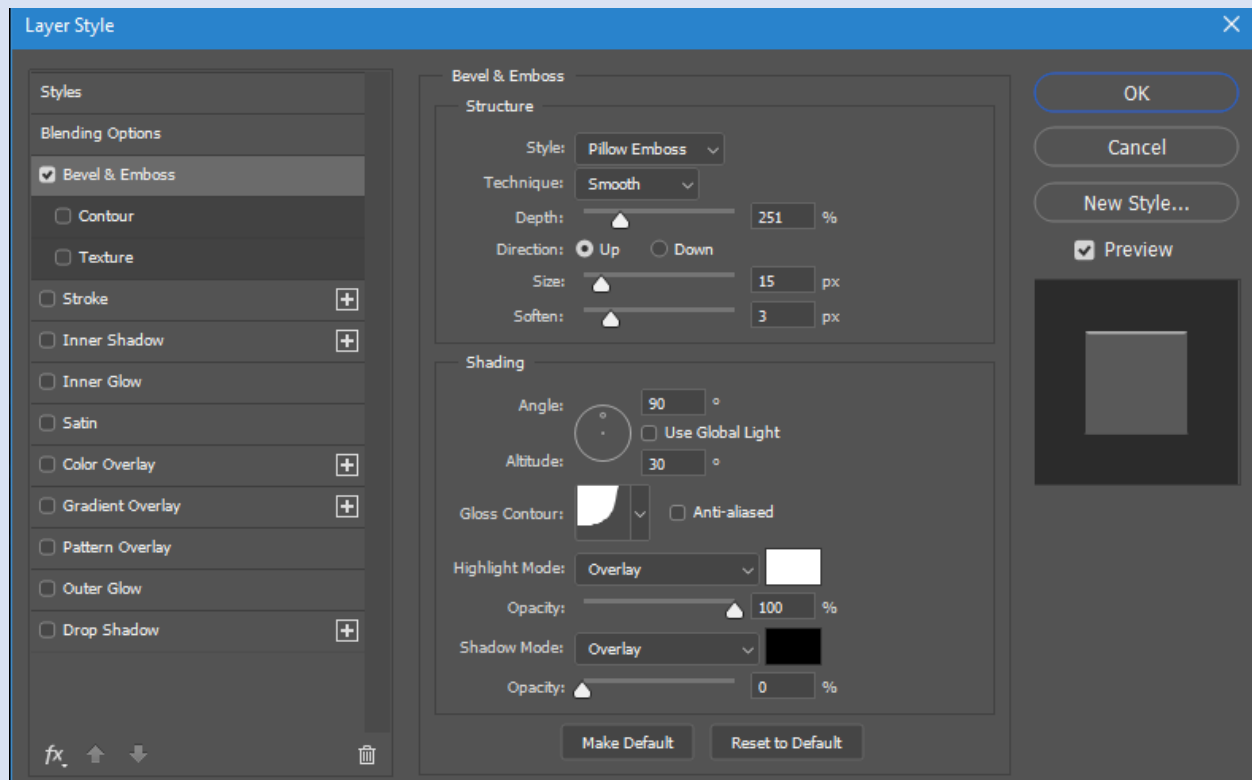 Layer Style
Styles
Blending Options
Bevel & Emboss
Contour
Texture
Stroke
Inner Shadow
Inner Glow
Satin
Color Overlay
Gradient Overlay
Pattern Overlay
Outer Glow
Drop Shadow
fx
Bevel & Emboss
Structure
Style: Pillow Emboss
Technique: Smooth
Depth: 251 %
Direction: Up Down
Size: 15 px
Soften: 3 px
Shading
Angle: 90 °
Use Global Light
Altitude: 30 °
Gloss Contour: Anti-aliased
Highlight Mode: Overlay
Opacity: 100 %
Shadow Mode: Overlay
Opacity: 0 %
Make Default Reset to Default
OK
Cancel
New Style...
Preview